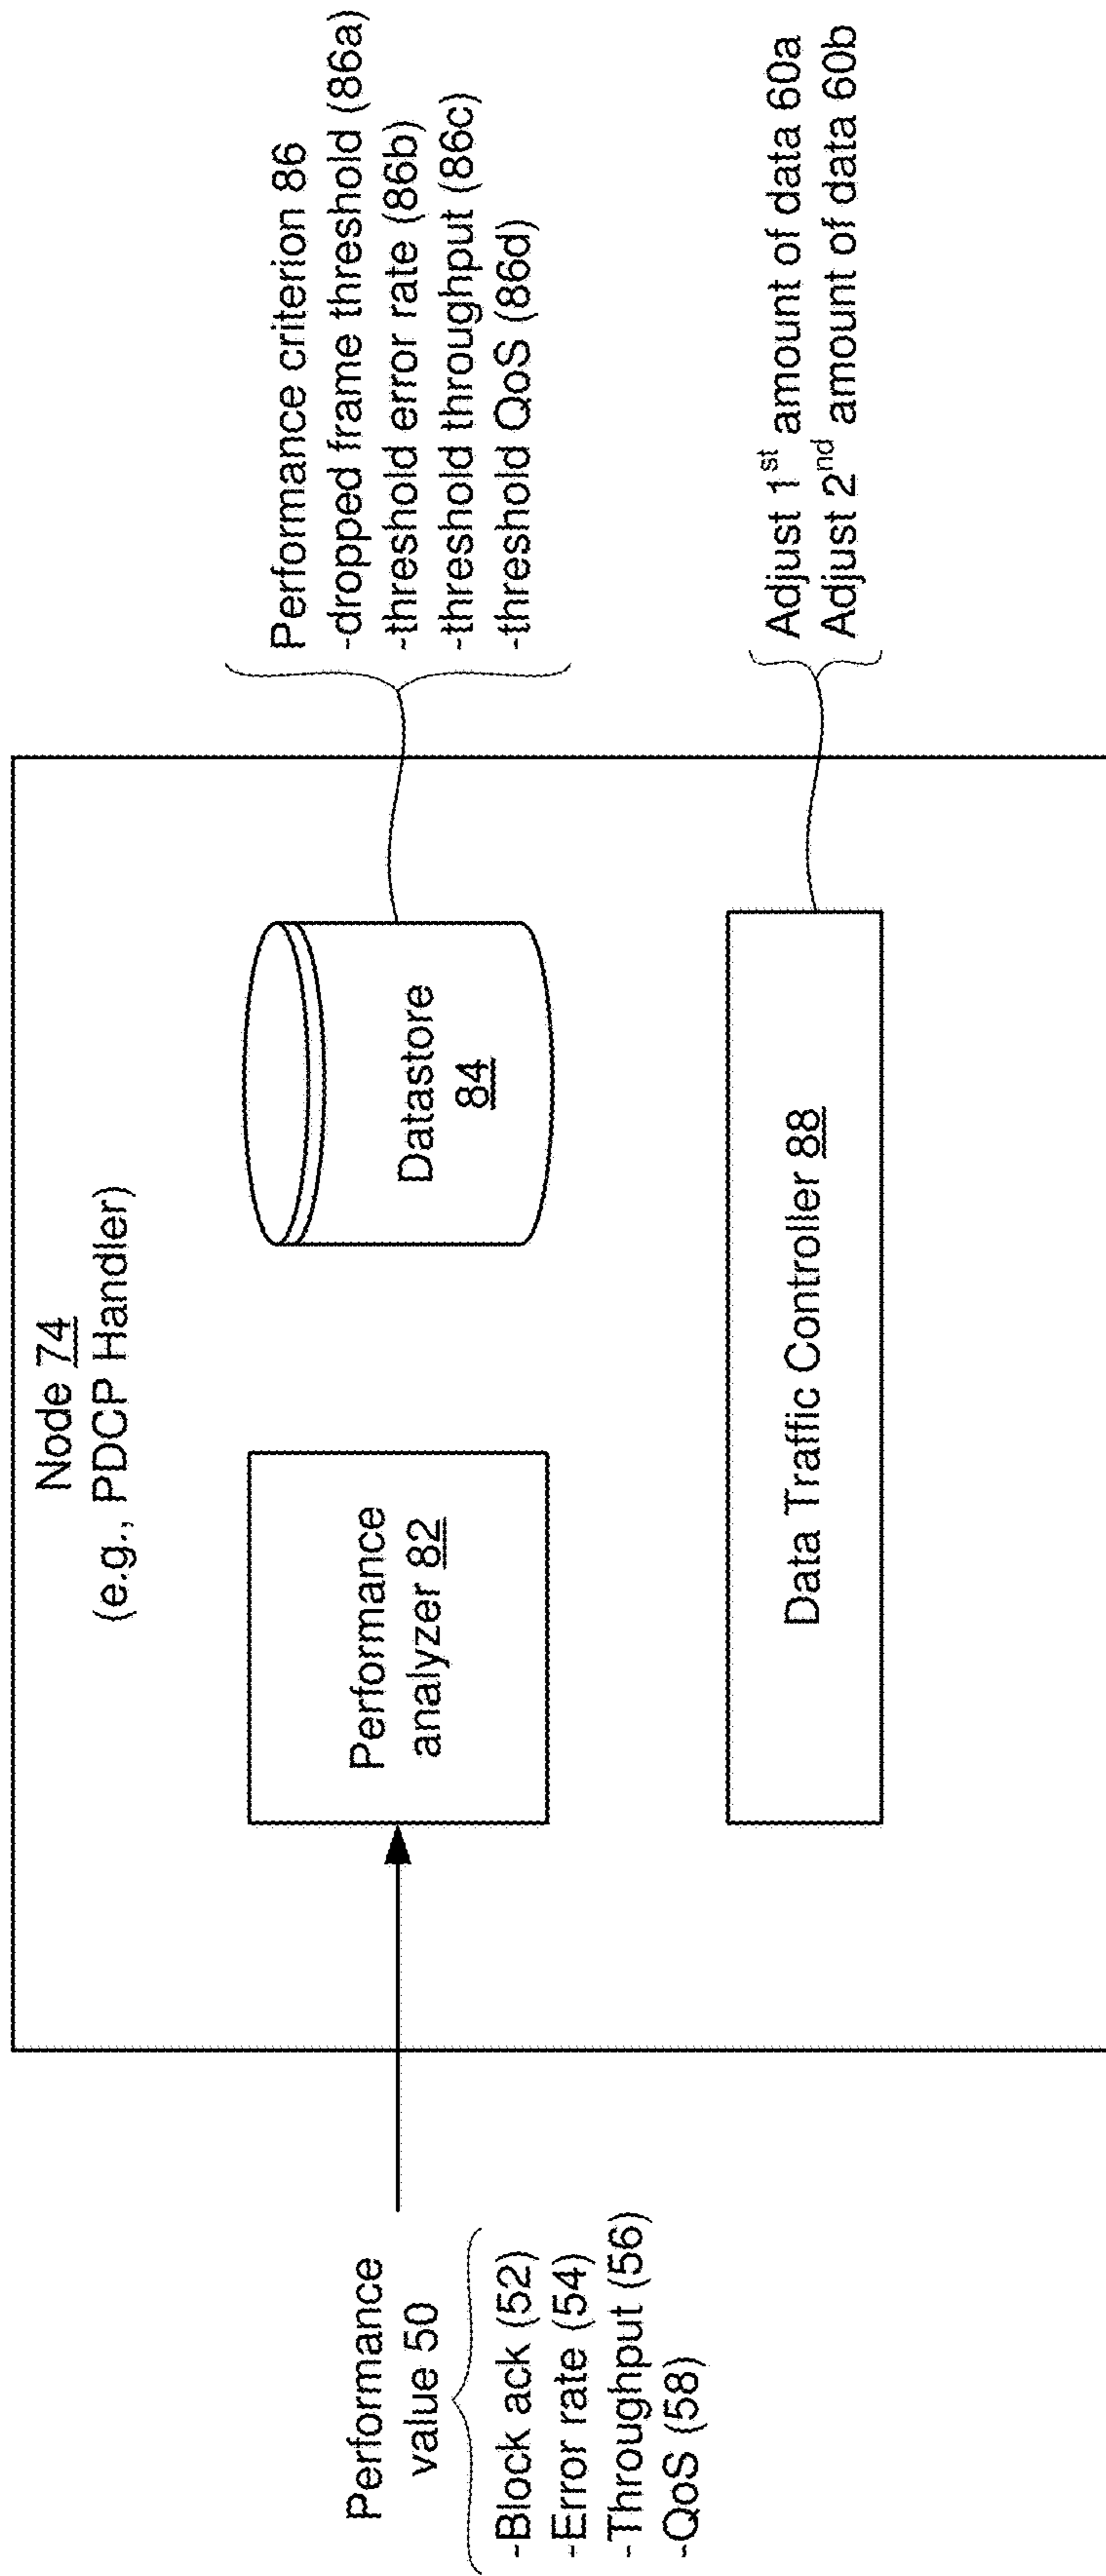 Node 74
(e.g., PDCP Handler)
Performance
value 50
-Block ack (52)
-Error rate (54)
-Throughput (56)
-QoS (58)
Performance
analyzer 82
Datastore
84
Performance criterion 86
-dropped frame threshold (86a)
-threshold error rate (86b)
-threshold throughput (86c)
-threshold QoS (86d)
Data Traffic Controller 88
Adjust 1st amount of data 60a
Adjust 2nd amount of data 60b